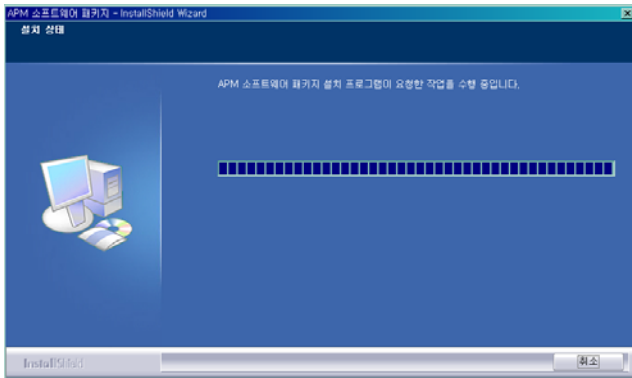 APM 소프트웨어 패키지 - InstallShield Wizard
설치 상태
APM 소프트웨어 패키지 설치 프로그램이 요청한 작업을 수행 중입니다.
InstallShield
취소